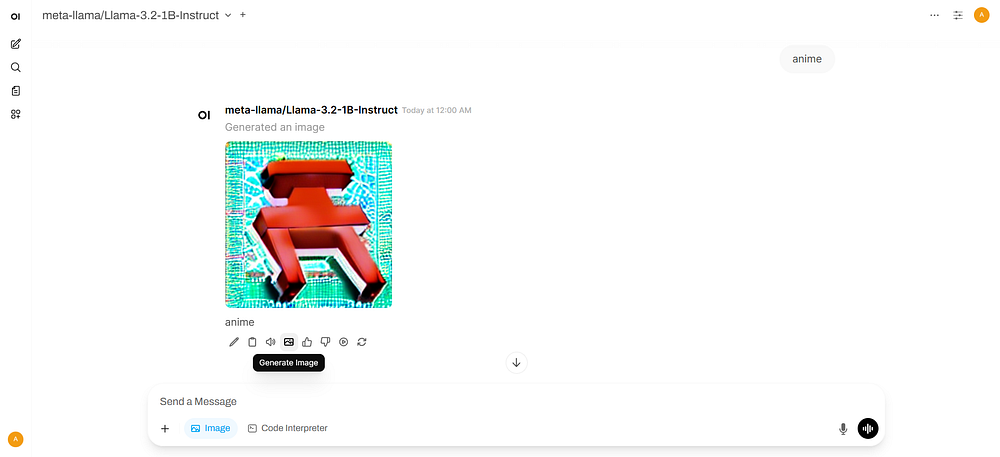 meta-llama/Llama-3.2-1B-Instruct
A
anime
OI
meta-llama/Llama-3.2-1B-Instruct Today at 12:00 AM
Generated an image
anime
Generate Image
Send a Message
Image Code Interpreter
A